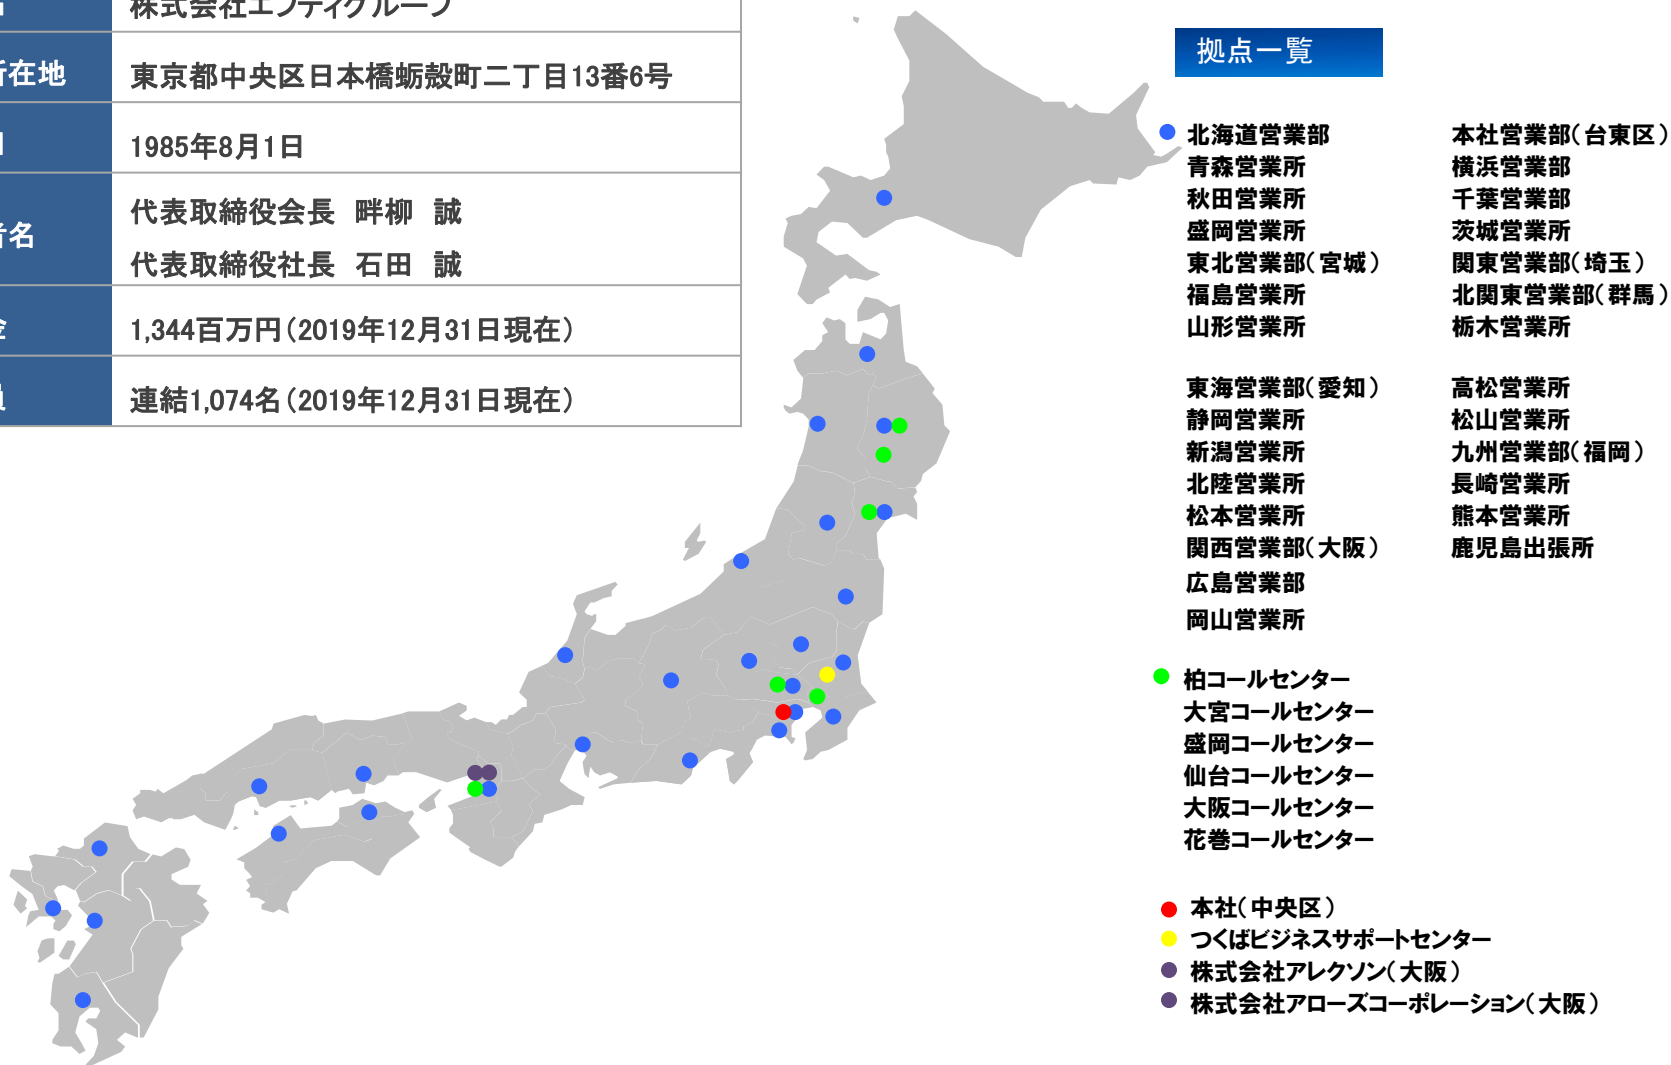 株式会社エフティグループ
所在地
東京都中央区日本橋蛎殻町二丁目13番6号
日
1985年8月1日
者名
代表取締役会長 畔柳 誠
代表取締役社長 石田 誠
金
1,344百万円(2019年12月31日現在)
員
連結1,074名(2019年12月31日現在)
拠点一覧
北海道営業部
青森営業所
秋田営業所
盛岡営業所
東北営業部(宮城)
福島営業所
山形営業所
本社営業部(台東区)
横浜営業部
千葉営業部
茨城営業所
関東営業部(埼玉)
北関東営業部(群馬)
栃木営業所
東海営業部(愛知)
静岡営業所
新潟営業所
北陸営業所
松本営業所
関西営業部(大阪)
広島営業部
岡山営業所
高松営業所
松山営業所
九州営業部(福岡)
長崎営業所
熊本営業所
鹿児島出張所
柏コールセンター
大宮コールセンター
盛岡コールセンター
仙台コールセンター
大阪コールセンター
花巻コールセンター
本社(中央区)
つくばビジネスサポートセンター
株式会社アレクソン(大阪)
株式会社アローズコーポレーション(大阪)